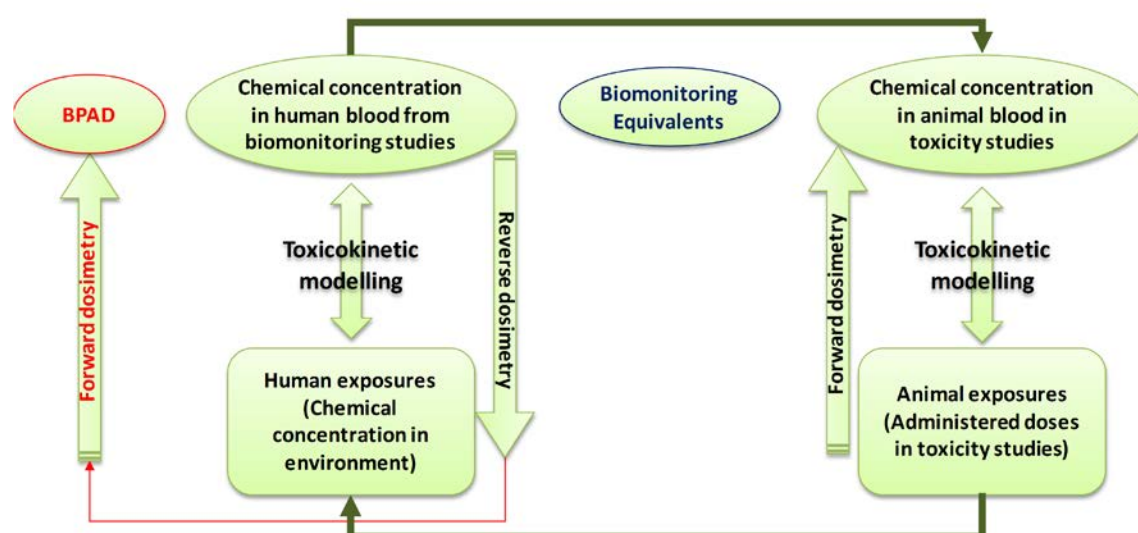 BPAD
Chemical concentration
in human blood from
biomonitoring studies
Biomonitoring
Equivalents
Chemical concentration
in animal blood in
toxicity studies
Forward dosimetry
Toxicokinetic
modelling
Reverse dosimetry
Forward dosimetry
Toxicokinetic
modelling
Human exposures
(Chemical
concentration in
environment)
Animal exposures
(Administered doses
in toxicity studies)